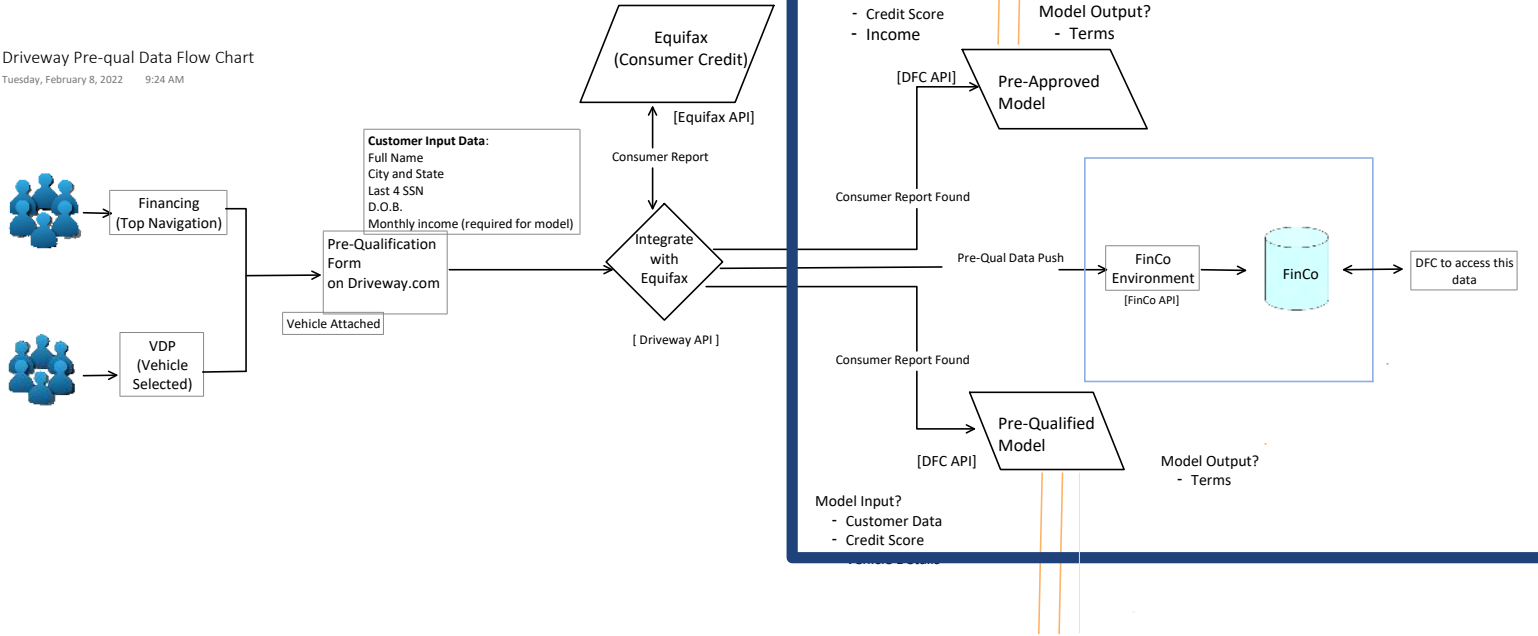 Driveway Pre-qual Data Flow Chart
Tuesday, February 8, 2022 9:24 AM
Financing
(Top Navigation)
VDP
(Vehicle
Selected)
Customer Input Data:
Full Name
City and State
Last 4 SSN
D.O.B.
Monthly income (required for model)
Pre-Qualification
Form
on Driveway.com
Vehicle Attached
Equifax
(Consumer Credit)
[Equifax API]
Consumer Report
Integrate
with
Equifax
[ Driveway API ]
- Credit Score
- Income
Model Output?
- Terms
[DFC API]
Pre-Approved
Model
Consumer Report Found
Pre-Qual Data Push
FinCo
Environment
[FinCo API]
FinCo
DFC to access this
data
Consumer Report Found
Pre-Qualified
Model
[DFC API]
Model Output?
- Terms
Model Input?
- Customer Data
- Credit Score